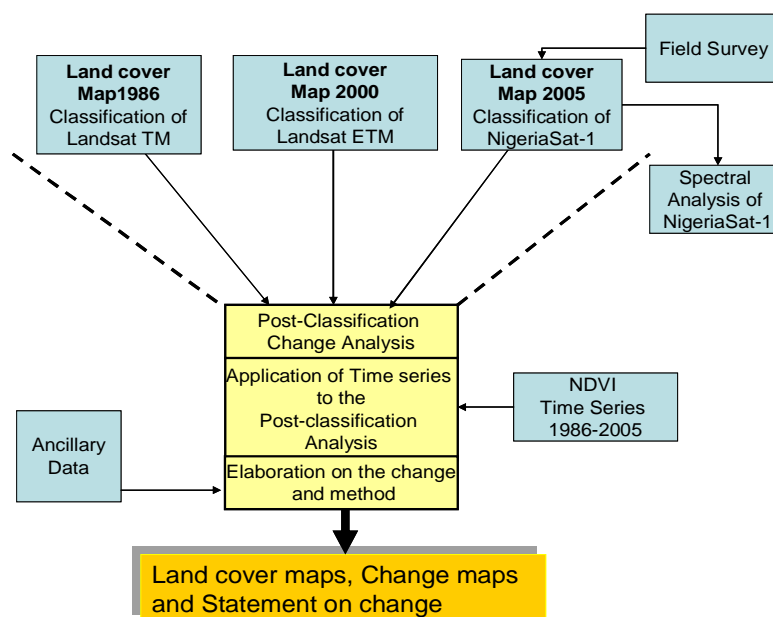 Land cover
Map1986
Classification of
Landsat TM
Land cover
Map 2000
Classification of
Landsat ETM
Land cover
Map 2005
Classification of
NigeriaSat-1
Field Survey
Spectral
Analysis of
NigeriaSat-1
Post-Classification
Change Analysis
Application of Time series
to the
Post-classification
Analysis
NDVI
Time Series
1986-2005
Ancillary
Data
Elaboration on the change
and method
Land cover maps, Change maps
and Statement on change